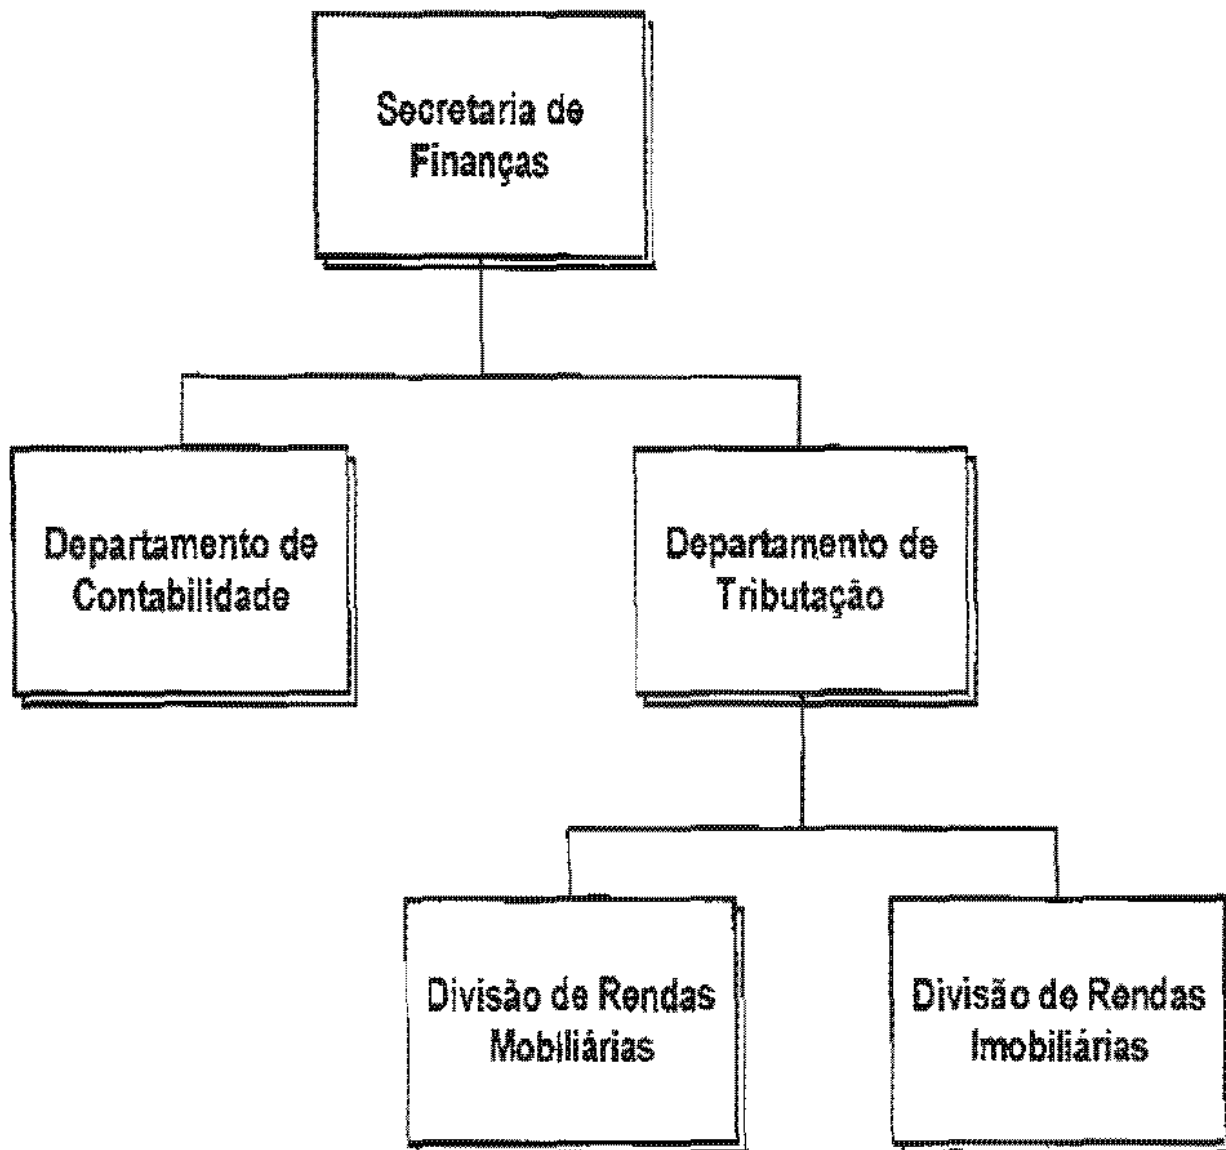 Secretaria de
Finanças
Departamento de
Contabilidade
Departamento de
Tributação
Divisão de Rendas
Mobiliárias
Divisão de Rendas
Imobiliárias